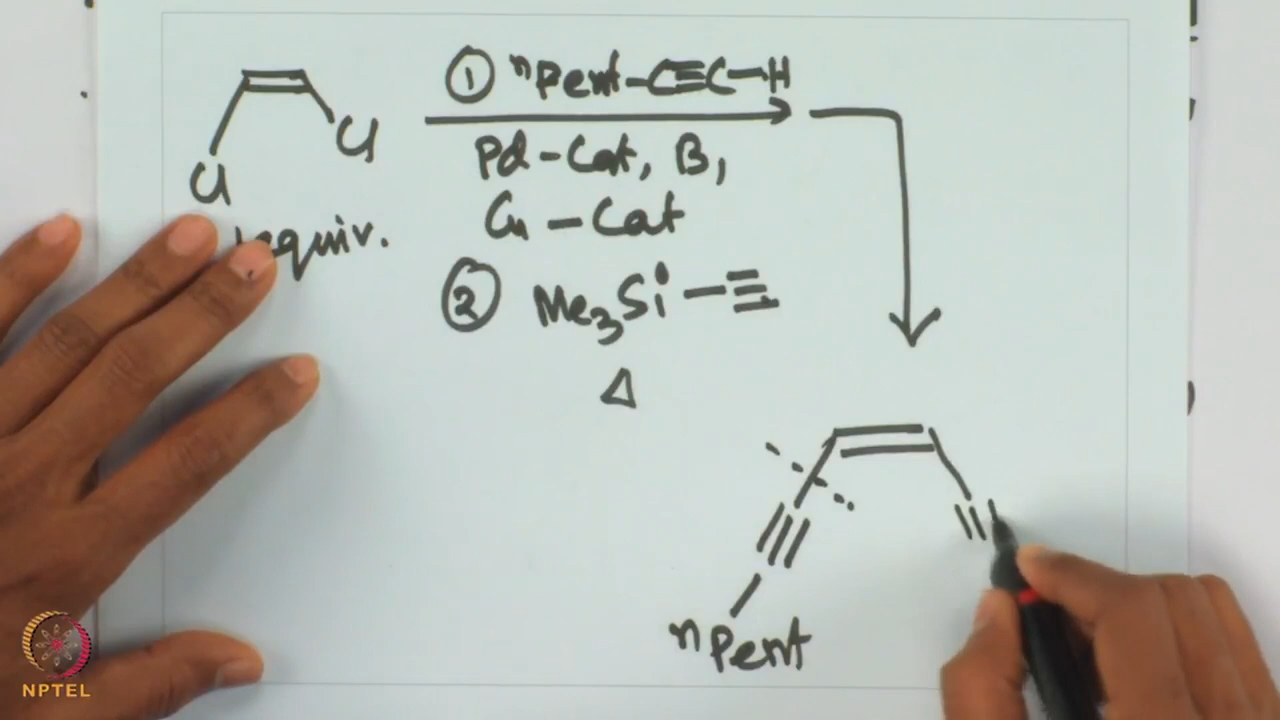 ① ⁿPent-C≡C-H
Cl
Cl
Pd-Cat, B,
Cu-Cat
equiv.
② Me₃Si-≡
Δ
ⁿPent
NPTEL